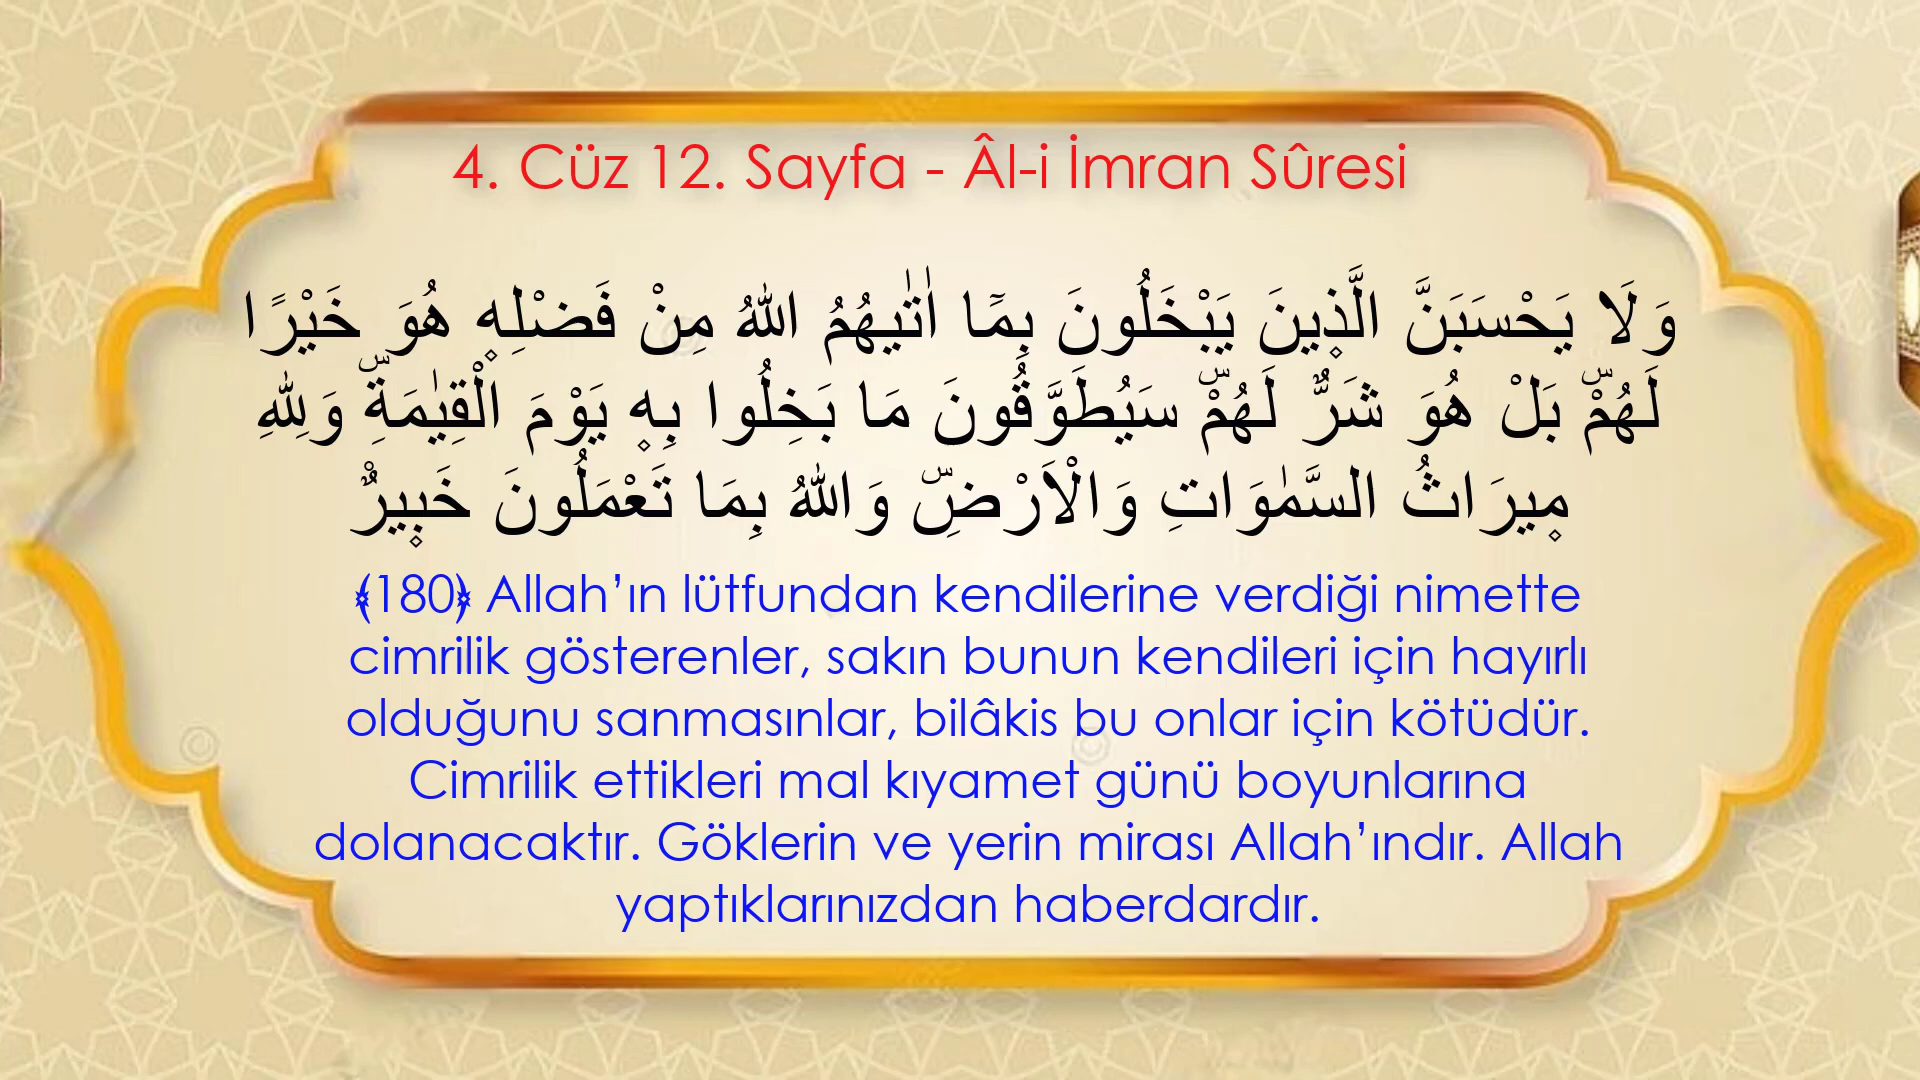 4. Cüz 12. Sayfa - Âl-i İmran Sûresi
وَلَا يَحْسَبَنَّ الَّذ۪ينَ يَبْخَلُونَ بِمَٓا اٰتٰيهُمُ اللّٰهُ مِنْ فَضْلِه۪ هُوَ خَيْرًا
لَهُمْۜ بَلْ هُوَ شَرٌّ لَهُمْۜ سَيُطَوَّقُونَ مَا بَخِلُوا بِه۪ يَوْمَ الْقِيٰمَةِۜ وَلِلّٰهِ
م۪يرَاثُ السَّمٰوَاتِ وَالْاَرْضِۜ وَاللّٰهُ بِمَا تَعْمَلُونَ خَب۪يرٌ۟
﴾180﴿ Allah’ın lütfundan kendilerine verdiği nimette
cimrilik gösterenler, sakın bunun kendileri için hayırlı
olduğunu sanmasınlar, bilâkis bu onlar için kötüdür.
Cimrilik ettikleri mal kıyamet günü boyunlarına
dolanacaktır. Göklerin ve yerin mirası Allah’ındır. Allah
yaptıklarınızdan haberdardır.